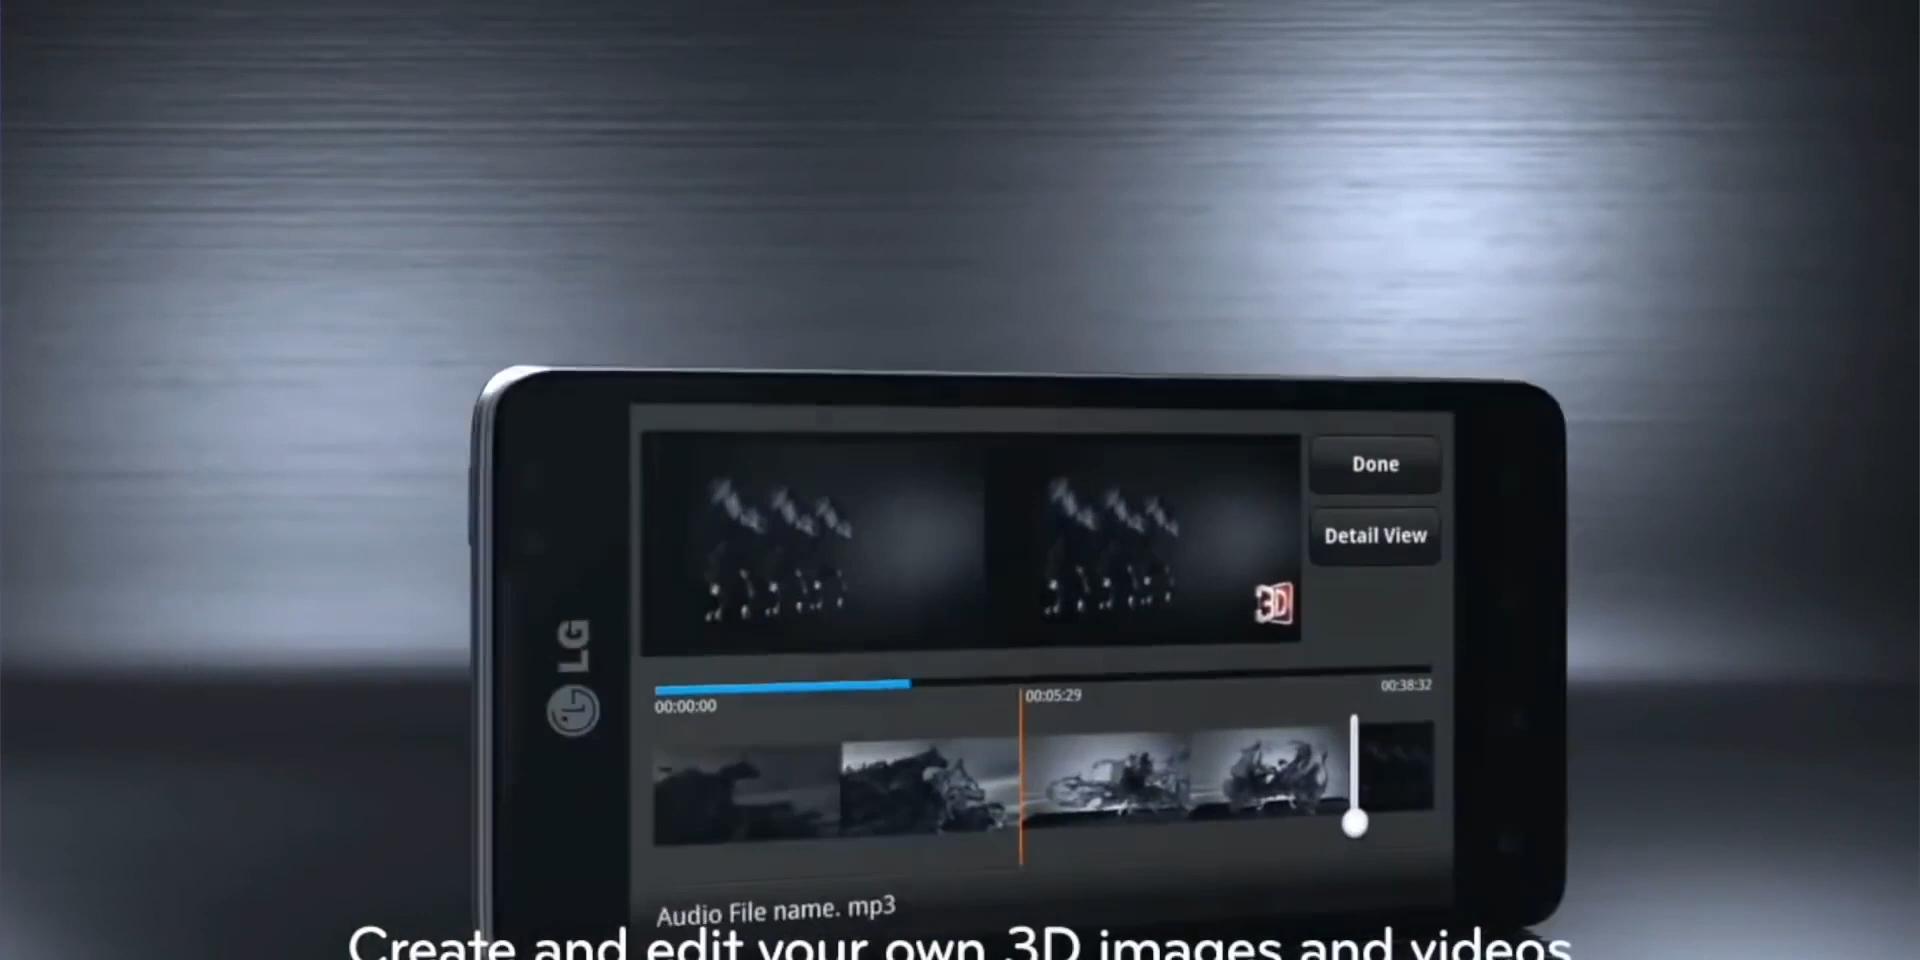 Done
Detail View
3D
LG
00:00:00
00:05:29
00:38:32
Audio File name. mp3
Create and edit your own 3D images and videos